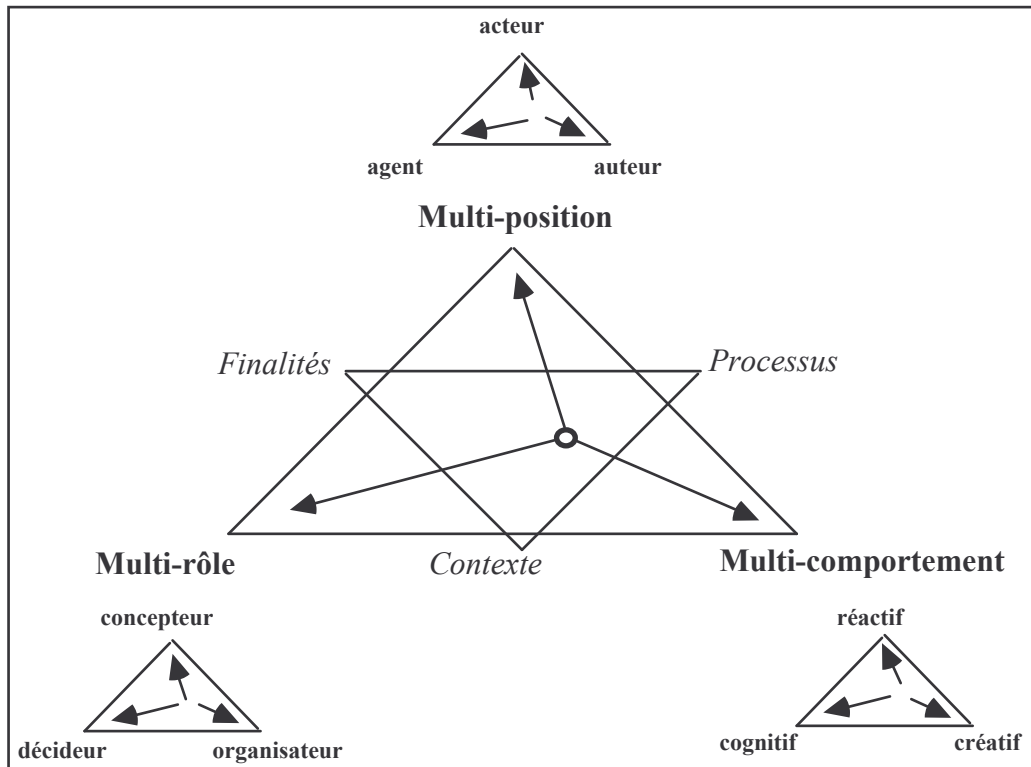 acteur
agent
auteur
Multi-position
Finalités
Processus
Multi-rôle
Contexte
Multi-comportement
concepteur
réactif
décideur
organisateur
cognitif
créatif